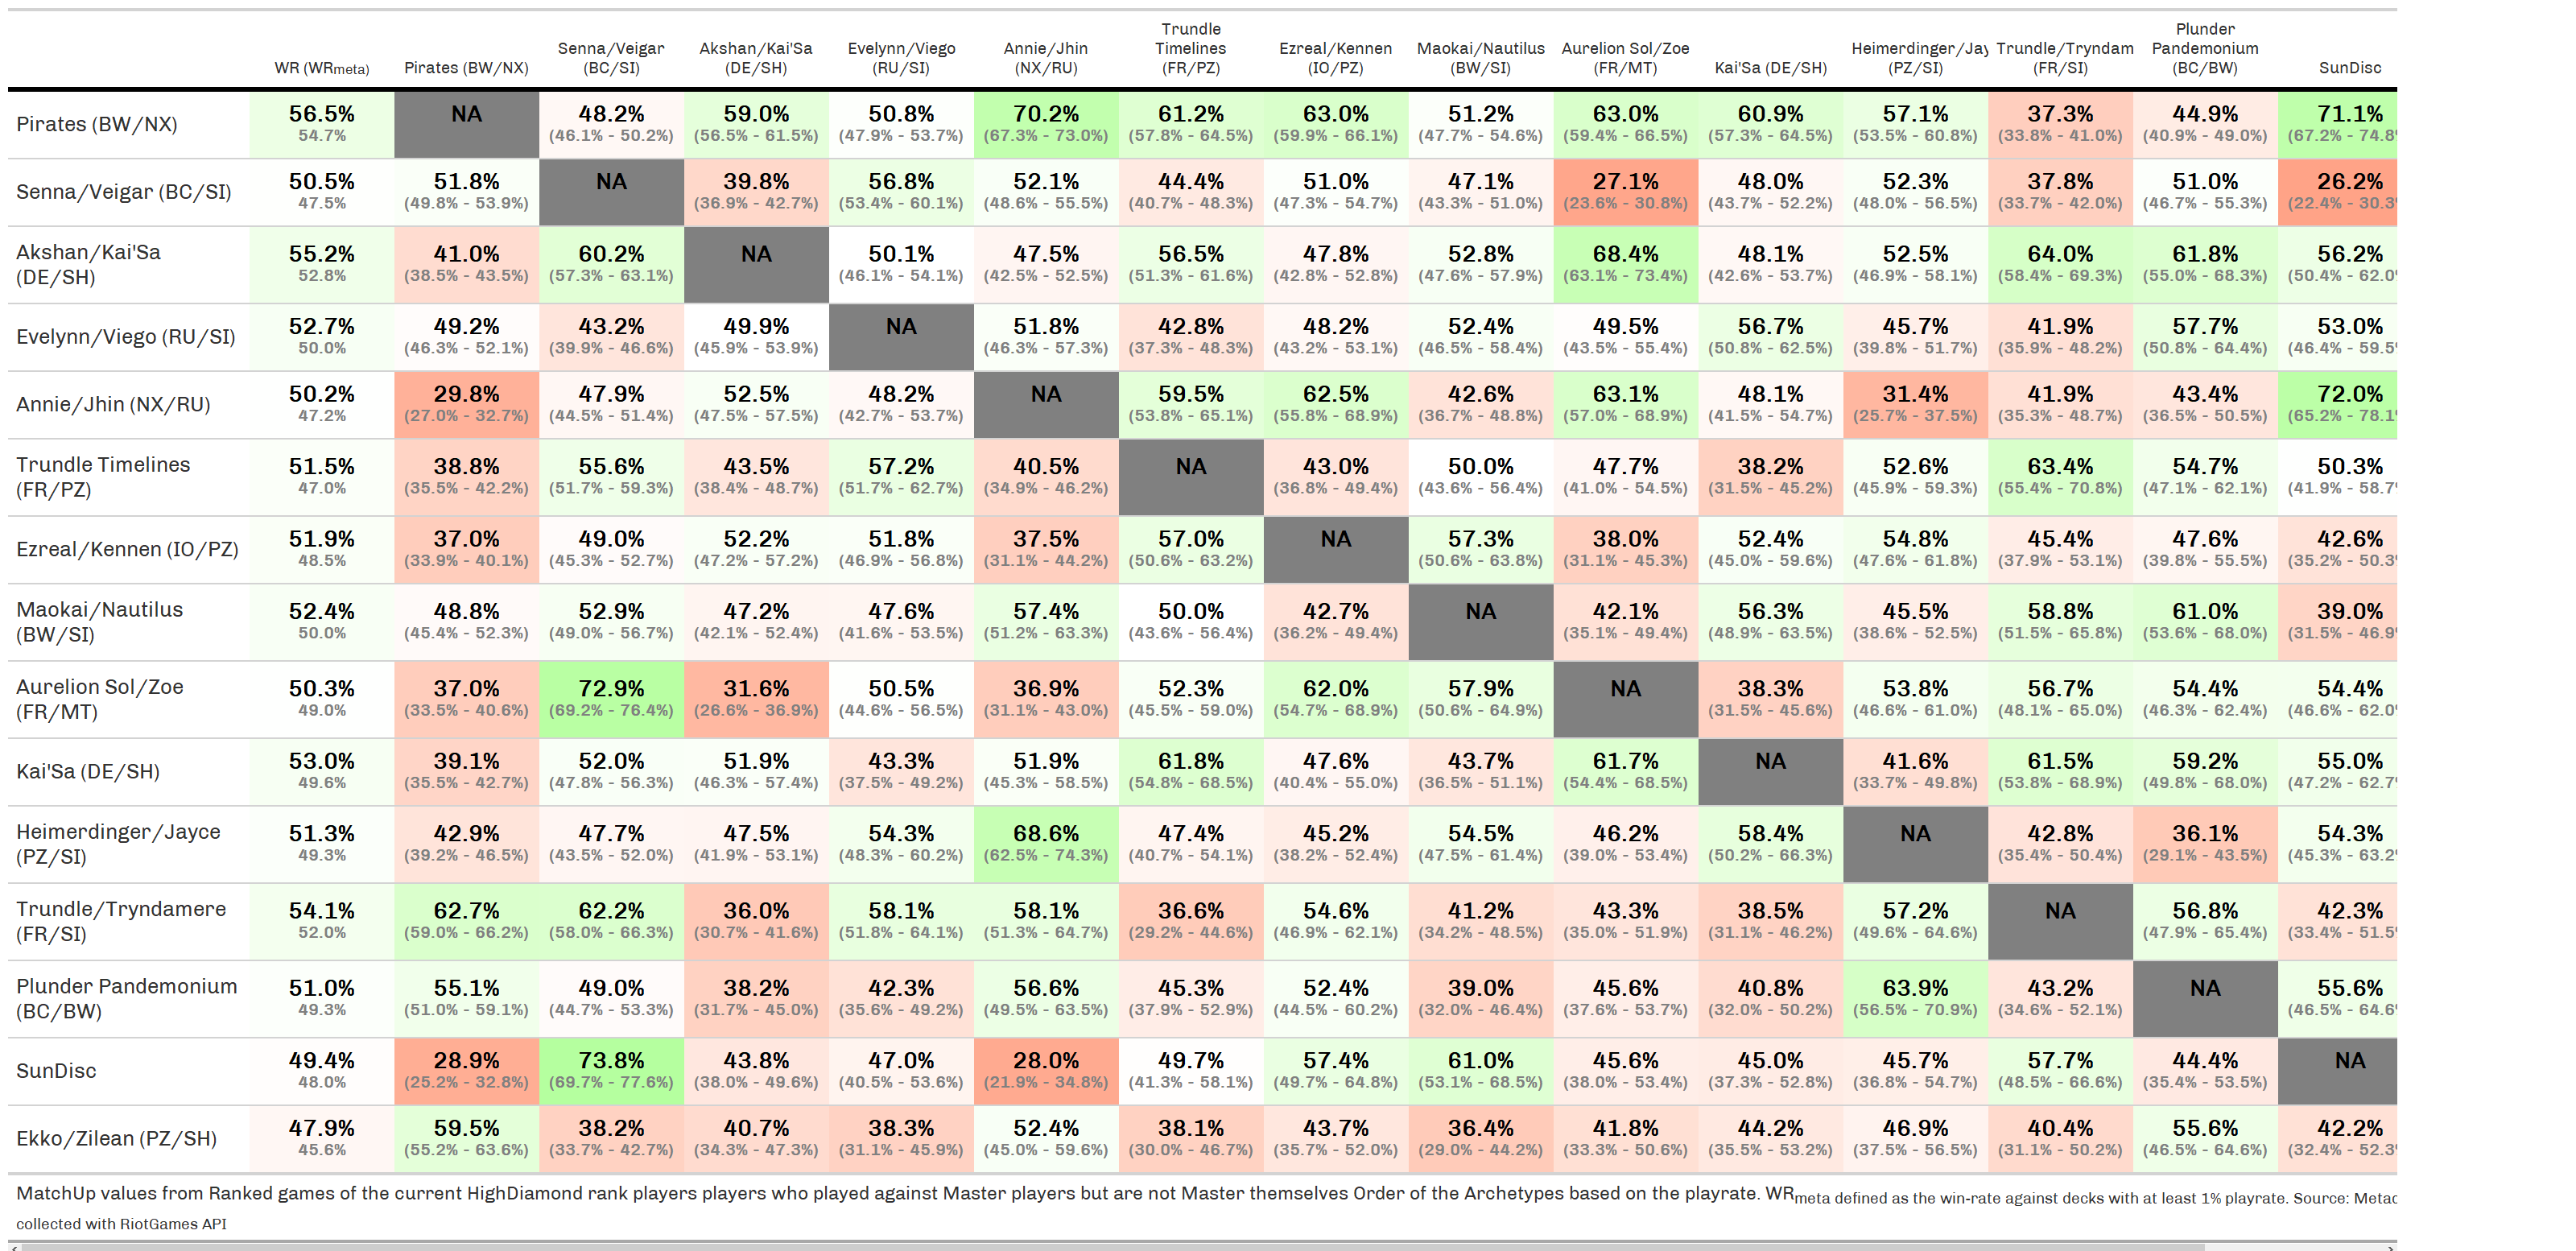 WR (WRmeta) Pirates (BW/NX) Senna/Veigar (BC/SI) Akshan/Kai'Sa (DE/SH) Evelynn/Viego (RU/SI) Annie/Jhin (NX/RU) Trundle Timelines (FR/PZ) Ezreal/Kennen (IO/PZ) Maokai/Nautilus (BW/SI) Aurelion Sol/Zoe (FR/MT) Kai'Sa (DE/SH) Heimerdinger/Jay (PZ/SI) Trundle/Tryndam (FR/SI) Plunder Pandemonium (BC/BW) SunDisc
Pirates (BW/NX) 56.5% NA 48.2% 59.0% 50.8% 70.2% 61.2% 63.0% 51.2% 63.0% 60.9% 57.1% 37.3% 44.9% 71.1%
54.7% (46.1% - 50.2%) (56.5% - 61.5%) (47.9% - 53.7%) (67.3% - 73.0%) (57.8% - 64.5%) (59.9% - 66.1%) (47.7% - 54.6%) (59.4% - 66.5%) (57.3% - 64.5%) (53.5% - 60.8%) (33.8% - 41.0%) (40.9% - 49.0%) (67.2% - 74.8%
Senna/Veigar (BC/SI) 50.5% 51.8% NA 39.8% 56.8% 52.1% 44.4% 51.0% 47.1% 27.1% 48.0% 52.3% 37.8% 51.0% 26.2%
47.5% (49.8% - 53.9%) (36.9% - 42.7%) (53.4% - 60.1%) (48.6% - 55.5%) (40.7% - 48.3%) (47.3% - 54.7%) (43.3% - 51.0%) (23.6% - 30.8%) (43.7% - 52.2%) (48.0% - 56.5%) (33.7% - 42.0%) (46.7% - 55.3%) (22.4% - 30.3%
Akshan/Kai'Sa (DE/SH) 55.2% 41.0% 60.2% NA 50.1% 47.5% 56.5% 47.8% 52.8% 68.4% 48.1% 52.5% 64.0% 61.8% 56.2%
52.8% (38.5% - 43.5%) (57.3% - 63.1%) (46.1% - 54.1%) (42.5% - 52.5%) (51.3% - 61.6%) (42.8% - 52.8%) (47.6% - 57.9%) (63.1% - 73.4%) (42.6% - 53.7%) (46.9% - 58.1%) (58.4% - 69.3%) (55.0% - 68.3%) (50.4% - 62.0%
Evelynn/Viego (RU/SI) 52.7% 49.2% 43.2% 49.9% NA 51.8% 42.8% 48.2% 52.4% 49.5% 56.7% 45.7% 41.9% 57.7% 53.0%
50.0% (46.3% - 52.1%) (39.9% - 46.6%) (45.9% - 53.9%) (46.3% - 57.3%) (37.3% - 48.3%) (43.2% - 53.1%) (46.5% - 58.4%) (43.5% - 55.4%) (50.8% - 62.5%) (39.8% - 51.7%) (35.9% - 48.2%) (50.8% - 64.4%) (46.4% - 59.5%
Annie/Jhin (NX/RU) 50.2% 29.8% 47.9% 52.5% 48.2% NA 59.5% 62.5% 42.6% 63.1% 48.1% 31.4% 41.9% 43.4% 72.0%
47.2% (27.0% - 32.7%) (44.5% - 51.4%) (47.5% - 57.5%) (42.7% - 53.7%) (53.8% - 65.1%) (55.8% - 68.9%) (36.7% - 48.8%) (57.0% - 68.9%) (41.5% - 54.7%) (25.7% - 37.5%) (35.3% - 48.7%) (36.5% - 50.5%) (65.2% - 78.1%
Trundle Timelines (FR/PZ) 51.5% 38.8% 55.6% 43.5% 57.2% 40.5% NA 43.0% 50.0% 47.7% 38.2% 52.6% 63.4% 54.7% 50.3%
47.0% (35.5% - 42.2%) (51.7% - 59.3%) (38.4% - 48.7%) (51.7% - 62.7%) (34.9% - 46.2%) (36.8% - 49.4%) (43.6% - 56.4%) (41.0% - 54.5%) (31.5% - 45.2%) (45.9% - 59.3%) (55.4% - 70.8%) (47.1% - 62.1%) (41.9% - 58.7%
Ezreal/Kennen (IO/PZ) 51.9% 37.0% 49.0% 52.2% 51.8% 37.5% 57.0% NA 57.3% 38.0% 52.4% 54.8% 45.4% 47.6% 42.6%
48.5% (33.9% - 40.1%) (45.3% - 52.7%) (47.2% - 57.2%) (46.9% - 56.8%) (31.1% - 44.2%) (50.6% - 63.2%) (50.6% - 63.8%) (31.1% - 45.3%) (45.0% - 59.6%) (47.6% - 61.8%) (37.9% - 53.1%) (39.8% - 55.5%) (35.2% - 50.3%
Maokai/Nautilus (BW/SI) 52.4% 48.8% 52.9% 47.2% 47.6% 57.4% 50.0% 42.7% NA 42.1% 56.3% 45.5% 58.8% 61.0% 39.0%
50.0% (45.4% - 52.3%) (49.0% - 56.7%) (42.1% - 52.4%) (41.6% - 53.5%) (51.2% - 63.3%) (43.6% - 56.4%) (36.2% - 49.4%) (35.1% - 49.4%) (48.9% - 63.5%) (38.6% - 52.5%) (51.5% - 65.8%) (53.6% - 68.0%) (31.5% - 46.9%
Aurelion Sol/Zoe (FR/MT) 50.3% 37.0% 72.9% 31.6% 50.5% 36.9% 52.3% 62.0% 57.9% NA 38.3% 53.8% 56.7% 54.4% 54.4%
49.0% (33.5% - 40.6%) (69.2% - 76.4%) (26.6% - 36.9%) (44.6% - 56.5%) (31.1% - 43.0%) (45.5% - 59.0%) (54.7% - 68.9%) (50.6% - 64.9%) (31.5% - 45.6%) (46.6% - 61.0%) (48.1% - 65.0%) (46.3% - 62.4%) (46.6% - 62.0%
Kai'Sa (DE/SH) 53.0% 39.1% 52.0% 51.9% 43.3% 51.9% 61.8% 47.6% 43.7% 61.7% NA 41.6% 61.5% 59.2% 55.0%
49.6% (35.5% - 42.7%) (47.8% - 56.3%) (46.3% - 57.4%) (37.5% - 49.2%) (45.3% - 58.5%) (54.8% - 68.5%) (40.4% - 55.0%) (36.5% - 51.1%) (54.4% - 68.5%) (33.7% - 49.8%) (53.8% - 68.9%) (49.8% - 68.0%) (47.2% - 62.7%
Heimerdinger/Jayce (PZ/SI) 51.3% 42.9% 47.7% 47.5% 54.3% 68.6% 47.4% 45.2% 54.5% 46.2% 58.4% NA 42.8% 36.1% 54.3%
49.3% (39.2% - 46.5%) (43.5% - 52.0%) (41.9% - 53.1%) (48.3% - 60.2%) (62.5% - 74.3%) (40.7% - 54.1%) (38.2% - 52.4%) (47.5% - 61.4%) (39.0% - 53.4%) (50.2% - 66.3%) (35.4% - 50.4%) (29.1% - 43.5%) (45.3% - 63.2%
Trundle/Tryndamere (FR/SI) 54.1% 62.7% 62.2% 36.0% 58.1% 58.1% 36.6% 54.6% 41.2% 43.3% 38.5% 57.2% NA 56.8% 42.3%
52.0% (59.0% - 66.2%) (58.0% - 66.3%) (30.7% - 41.6%) (51.8% - 64.1%) (51.3% - 64.7%) (29.2% - 44.6%) (46.9% - 62.1%) (34.2% - 48.5%) (35.0% - 51.9%) (31.1% - 46.2%) (49.6% - 64.6%) (47.9% - 65.4%) (33.4% - 51.5%
Plunder Pandemonium (BC/BW) 51.0% 55.1% 49.0% 38.2% 42.3% 56.6% 45.3% 52.4% 39.0% 45.6% 40.8% 63.9% 43.2% NA 55.6%
49.3% (51.0% - 59.1%) (44.7% - 53.3%) (31.7% - 45.0%) (35.6% - 49.2%) (49.5% - 63.5%) (37.9% - 52.9%) (44.5% - 60.2%) (32.0% - 46.4%) (37.6% - 53.7%) (32.0% - 50.2%) (56.5% - 70.9%) (34.6% - 52.1%) (46.5% - 64.6%
SunDisc 49.4% 28.9% 73.8% 43.8% 47.0% 28.0% 49.7% 57.4% 61.0% 45.6% 45.0% 45.7% 57.7% 44.4% NA
48.0% (25.2% - 32.8%) (69.7% - 77.6%) (38.0% - 49.6%) (40.5% - 53.6%) (21.9% - 34.8%) (41.3% - 58.1%) (49.7% - 64.8%) (53.1% - 68.5%) (38.0% - 53.4%) (37.3% - 52.8%) (36.8% - 54.7%) (48.5% - 66.6%) (35.4% - 53.5%)
Ekko/Zilean (PZ/SH) 47.9% 59.5% 38.2% 40.7% 38.3% 52.4% 38.1% 43.7% 36.4% 41.8% 44.2% 46.9% 40.4% 55.6% 42.2%
45.6% (55.2% - 63.6%) (33.7% - 42.7%) (34.3% - 47.3%) (31.1% - 45.9%) (45.0% - 59.6%) (30.0% - 46.7%) (35.7% - 52.0%) (29.0% - 44.2%) (33.3% - 50.6%) (35.5% - 53.2%) (37.5% - 56.5%) (31.1% - 50.2%) (46.5% - 64.6%) (32.4% - 52.3%
MatchUp values from Ranked games of the current HighDiamond rank players players who played against Master players but are not Master themselves Order of the Archetypes based on the playrate. WRmeta defined as the win-rate against decks with at least 1% playrate. Source: Metac
collected with RiotGames API